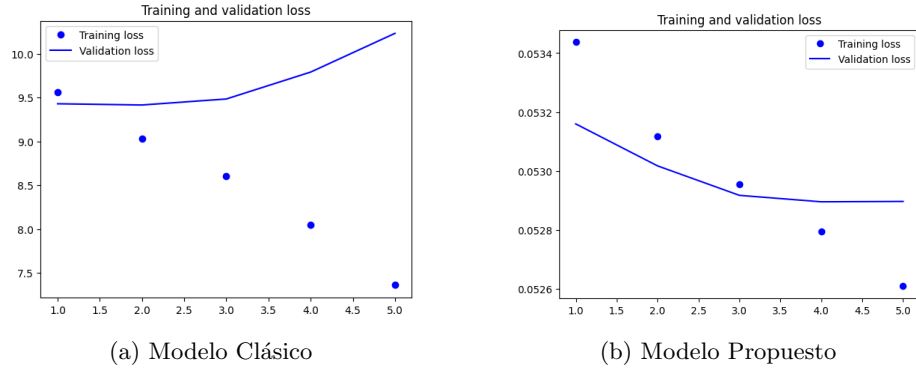 Training and validation loss
Training loss
Validation loss
10.0
9.5
9.0
8.5
8.0
7.5
1.0 1.5 2.0 2.5 3.0 3.5 4.0 4.5 5.0
(a) Modelo Clásico
Training and validation loss
Training loss
Validation loss
0.0534
0.0532
0.0530
0.0528
0.0526
1.0 1.5 2.0 2.5 3.0 3.5 4.0 4.5 5.0
(b) Modelo Propuesto